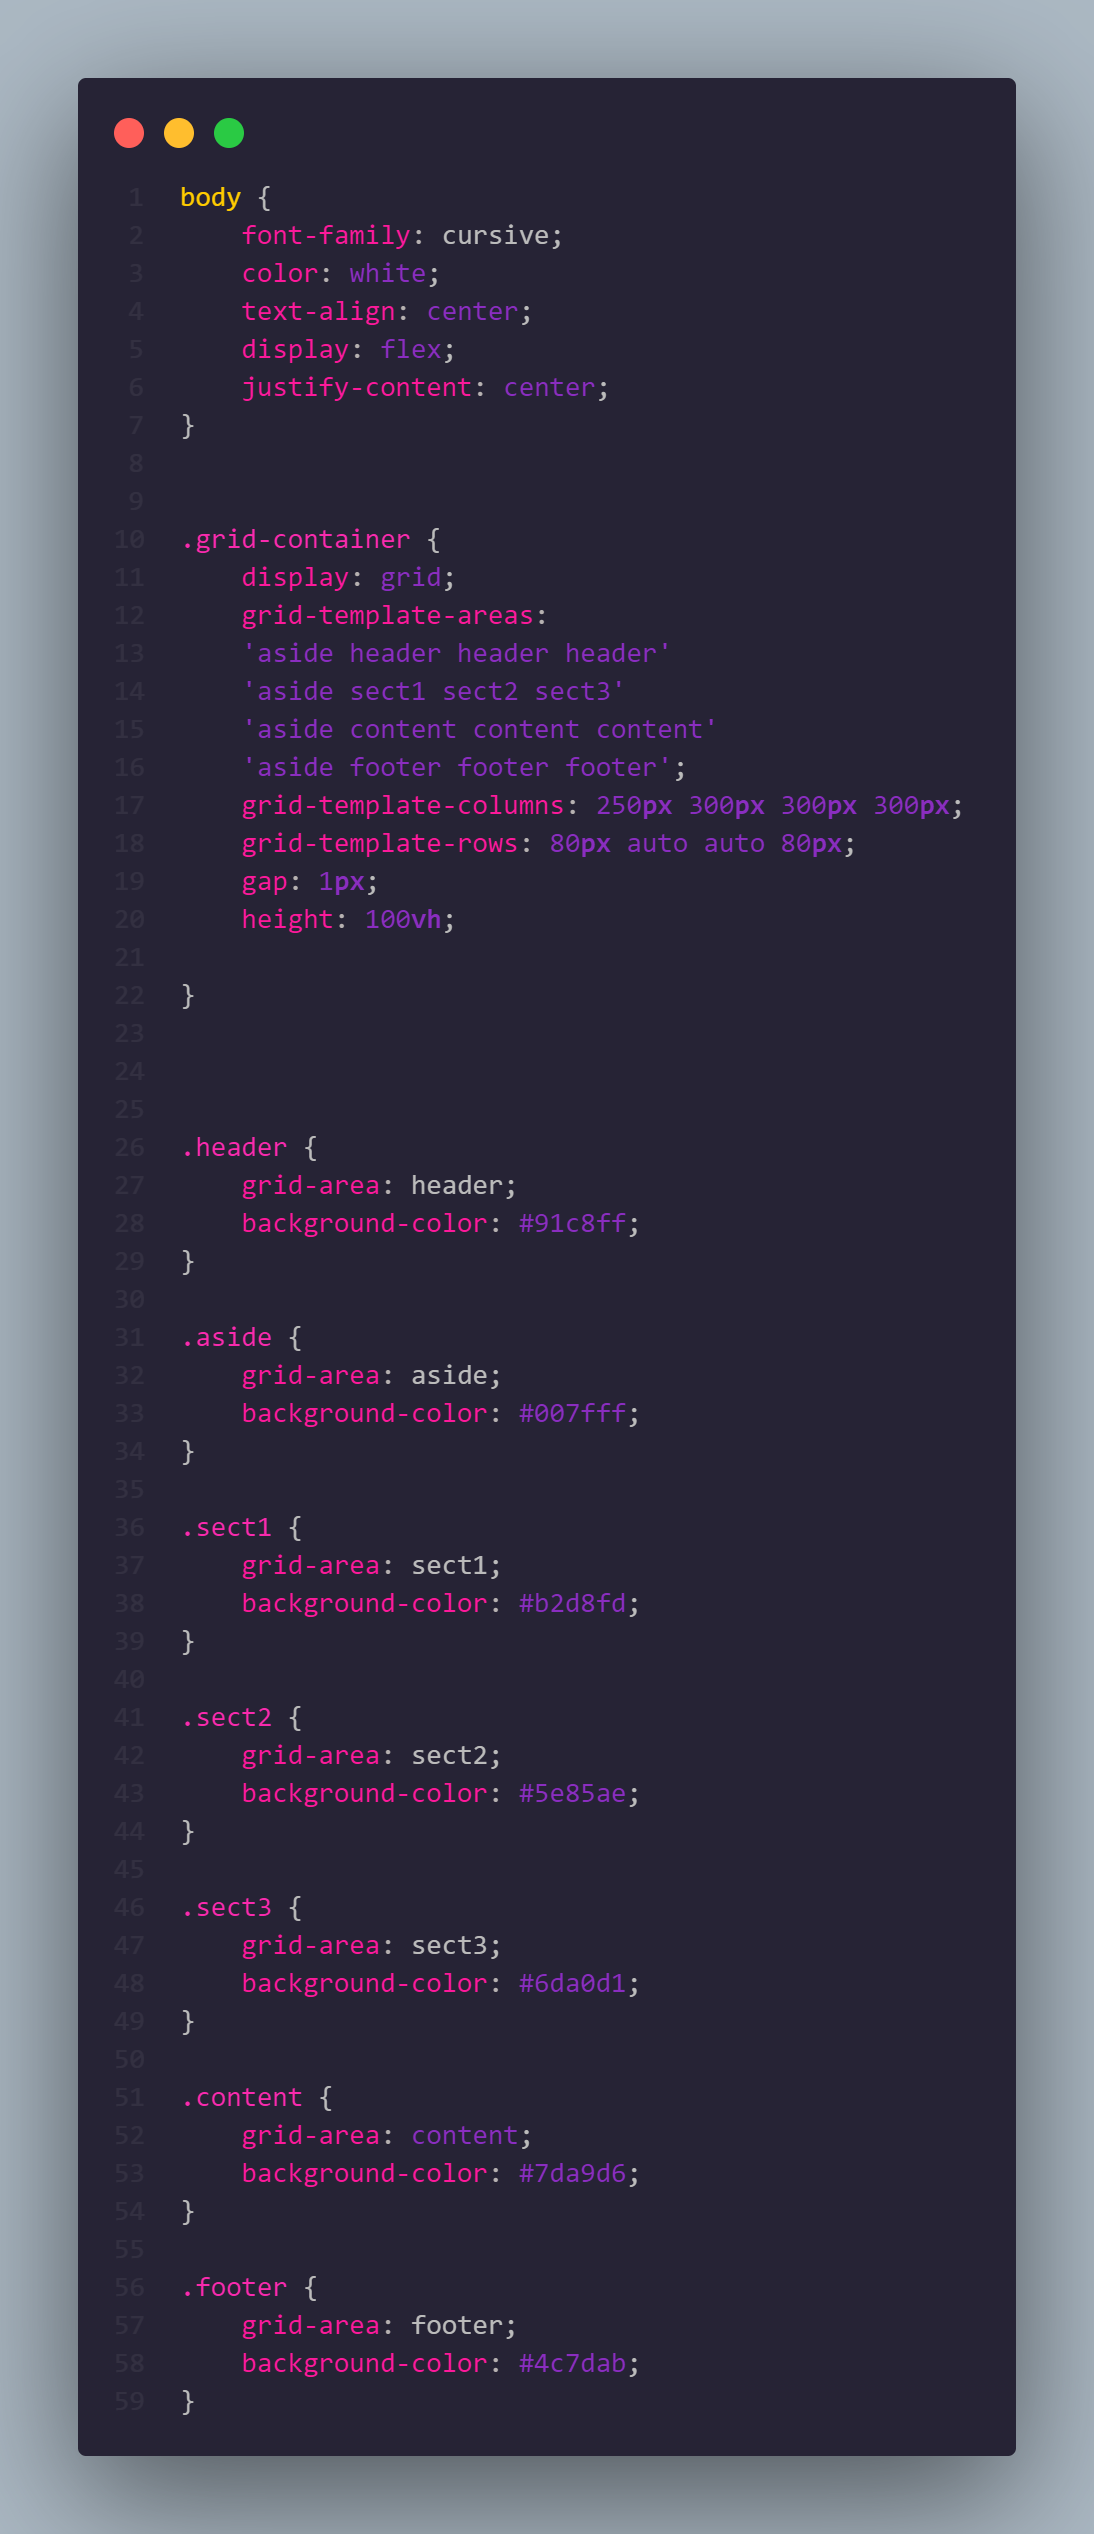 1 body {
2     font-family: cursive;
3     color: white;
4     text-align: center;
5     display: flex;
6     justify-content: center;
7 }
8
9
10 .grid-container {
11     display: grid;
12     grid-template-areas:
13     'aside header header header'
14     'aside sect1 sect2 sect3'
15     'aside content content content'
16     'aside footer footer footer';
17     grid-template-columns: 250px 300px 300px 300px;
18     grid-template-rows: 80px auto auto 80px;
19     gap: 1px;
20     height: 100vh;
21
22 }
23
24
25
26 .header {
27     grid-area: header;
28     background-color: #91c8ff;
29 }
30
31 .aside {
32     grid-area: aside;
33     background-color: #007fff;
34 }
35
36 .sect1 {
37     grid-area: sect1;
38     background-color: #b2d8fd;
39 }
40
41 .sect2 {
42     grid-area: sect2;
43     background-color: #5e85ae;
44 }
45
46 .sect3 {
47     grid-area: sect3;
48     background-color: #6da0d1;
49 }
50
51 .content {
52     grid-area: content;
53     background-color: #7da9d6;
54 }
55
56 .footer {
57     grid-area: footer;
58     background-color: #4c7dab;
59 }